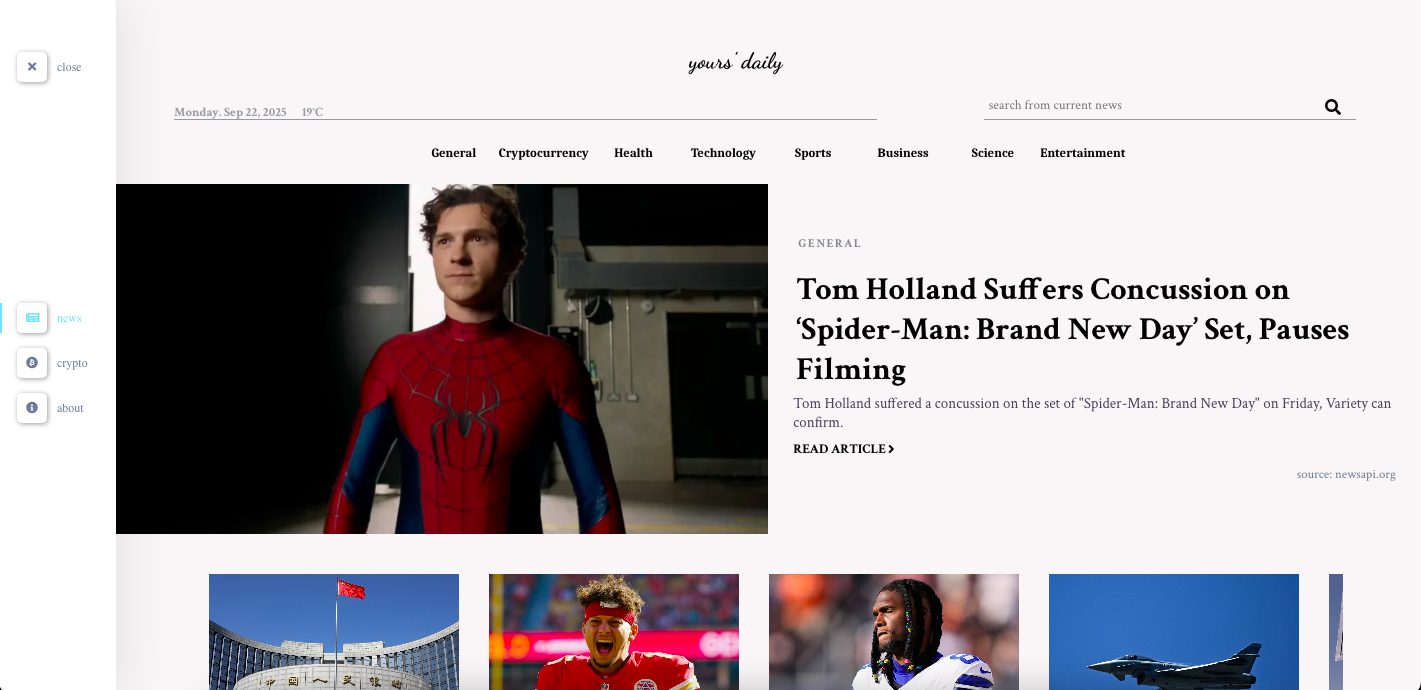 yours' daily
close
Monday, Sep 22, 2025 19°C
search from current news
General Cryptocurrency Health Technology Sports Business Science Entertainment
GENERAL
Tom Holland Suffers Concussion on
‘Spider-Man: Brand New Day’ Set, Pauses
Filming
Tom Holland suffered a concussion on the set of "Spider-Man: Brand New Day" on Friday, Variety can
confirm.
READ ARTICLE
source: newsapi.org
news
crypto
about